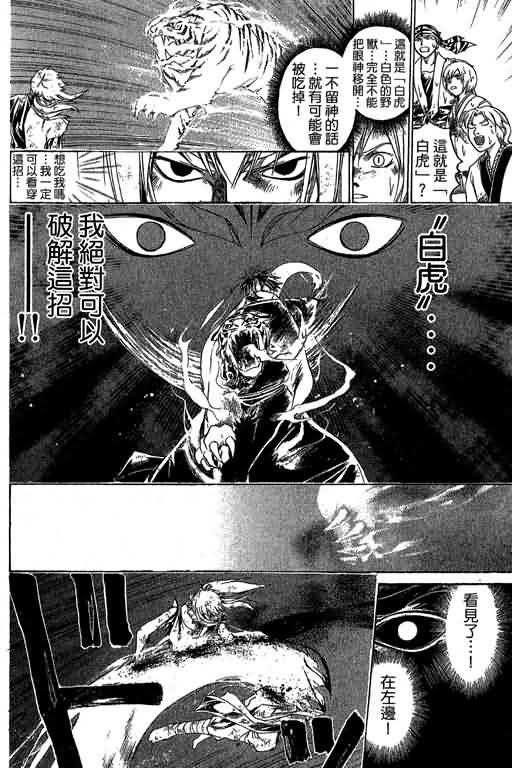 這就是「
白虎」？
這就是「白虎
」……白色的野
獸…完全不能
把眼神移開…
一不留神的話
…就有可能會
被吃掉！
想吃我嗎
…我一定
可以看穿
這招…
“白虎”……
我絕對可以
破解這招
——!!
看見了…！
在左邊！